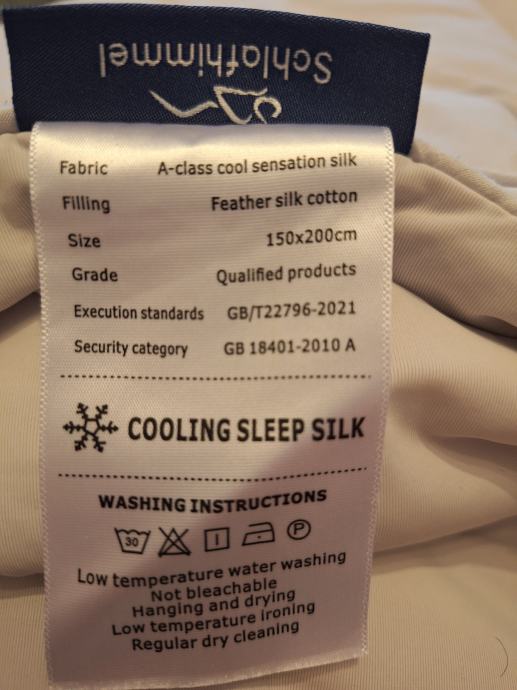 Schlafhimmel
Fabric A-class cool sensation silk
Filling Feather silk cotton
Size 150x200cm
Grade Qualified products
Execution standards GB/T22796-2021
Security category GB 18401-2010 A
COOLING SLEEP SILK
WASHING INSTRUCTIONS
30 P
Low temperature water washing
Not bleachable
Hanging and drying
Low temperature ironing
Regular dry cleaning